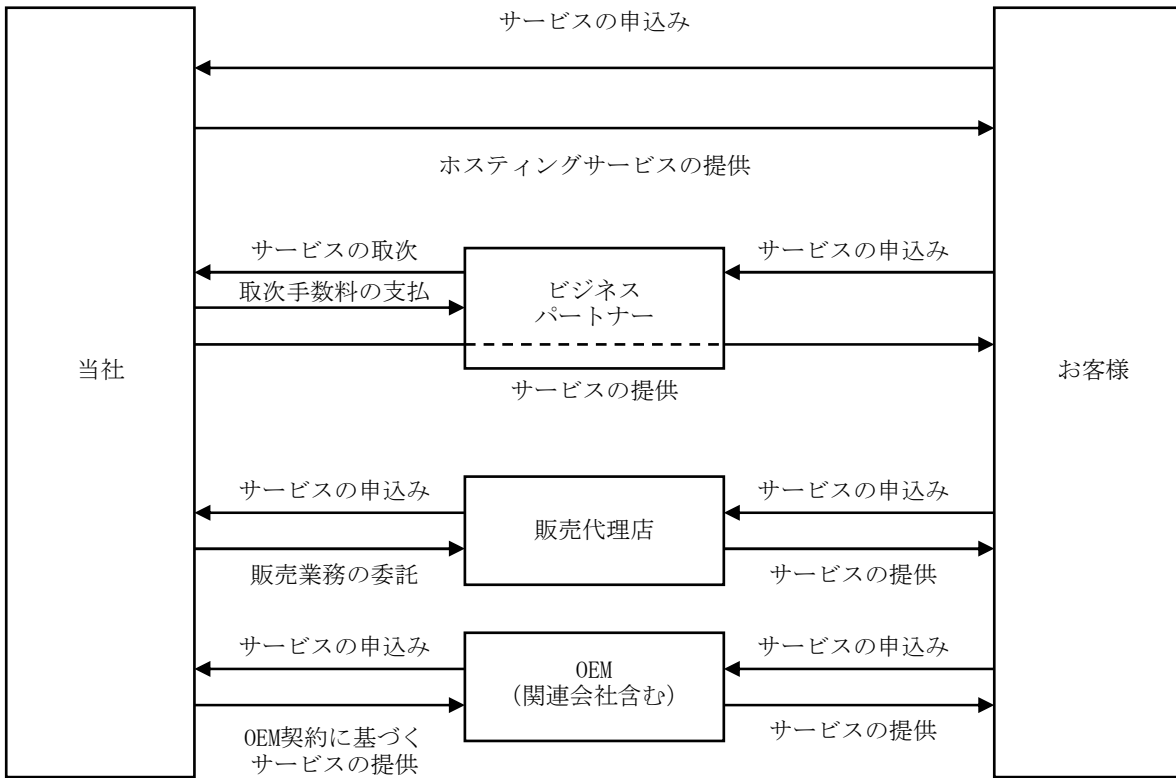 サービスの申込み
ホスティングサービスの提供
サービスの取次
サービスの申込み
取次手数料の支払
ビジネス
パートナー
当社
お客様
サービスの提供
サービスの申込み
サービスの申込み
販売代理店
販売業務の委託
サービスの提供
サービスの申込み
サービスの申込み
OEM
（関連会社含む）
OEM契約に基づく
サービスの提供
サービスの提供